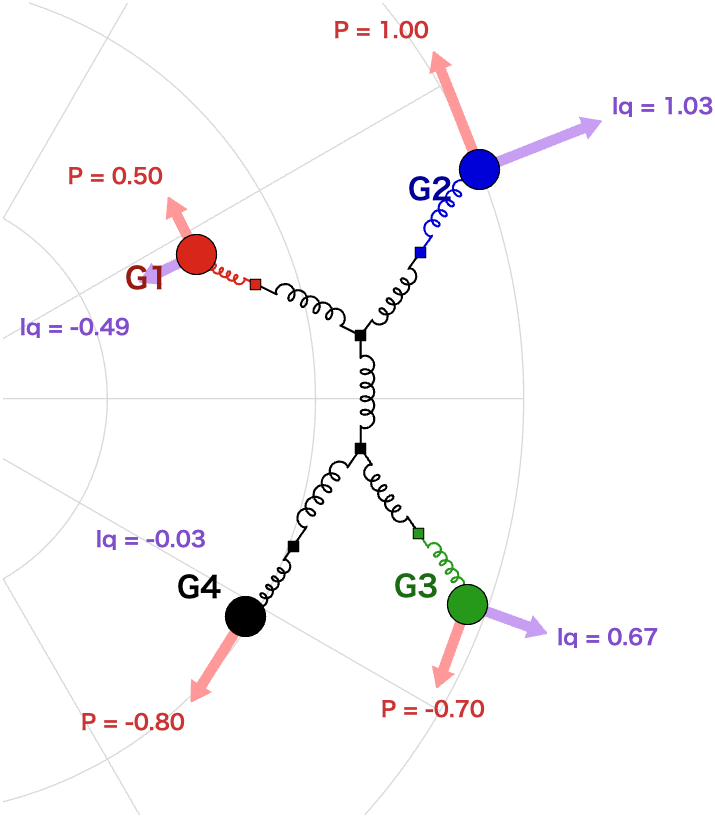 P = 1.00
Iq = 1.03
P = 0.50
G2
G1
Iq = -0.49
Iq = -0.03
G4
G3
Iq = 0.67
P = -0.70
P = -0.80